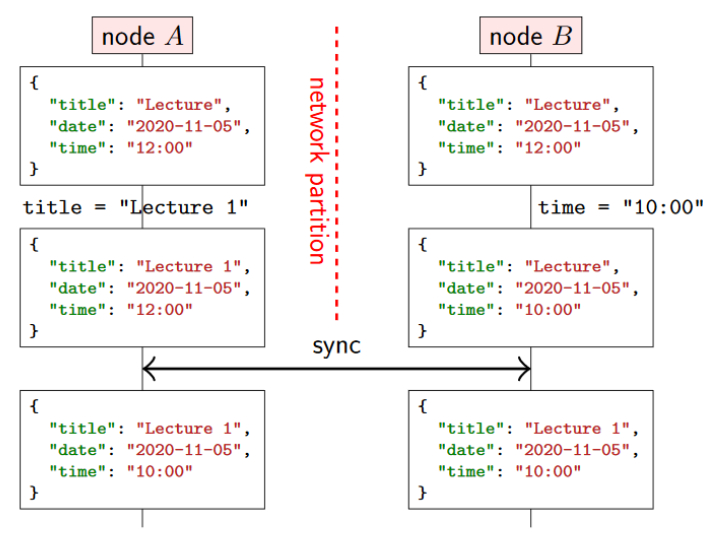 node A
node B
{
"title": "Lecture",
"date": "2020-11-05",
"time": "12:00"
}
{
"title": "Lecture",
"date": "2020-11-05",
"time": "12:00"
}
network partition
title = "Lecture 1"
time = "10:00"
{
"title": "Lecture 1",
"date": "2020-11-05",
"time": "12:00"
}
{
"title": "Lecture",
"date": "2020-11-05",
"time": "10:00"
}
sync
{
"title": "Lecture 1",
"date": "2020-11-05",
"time": "10:00"
}
{
"title": "Lecture 1",
"date": "2020-11-05",
"time": "10:00"
}